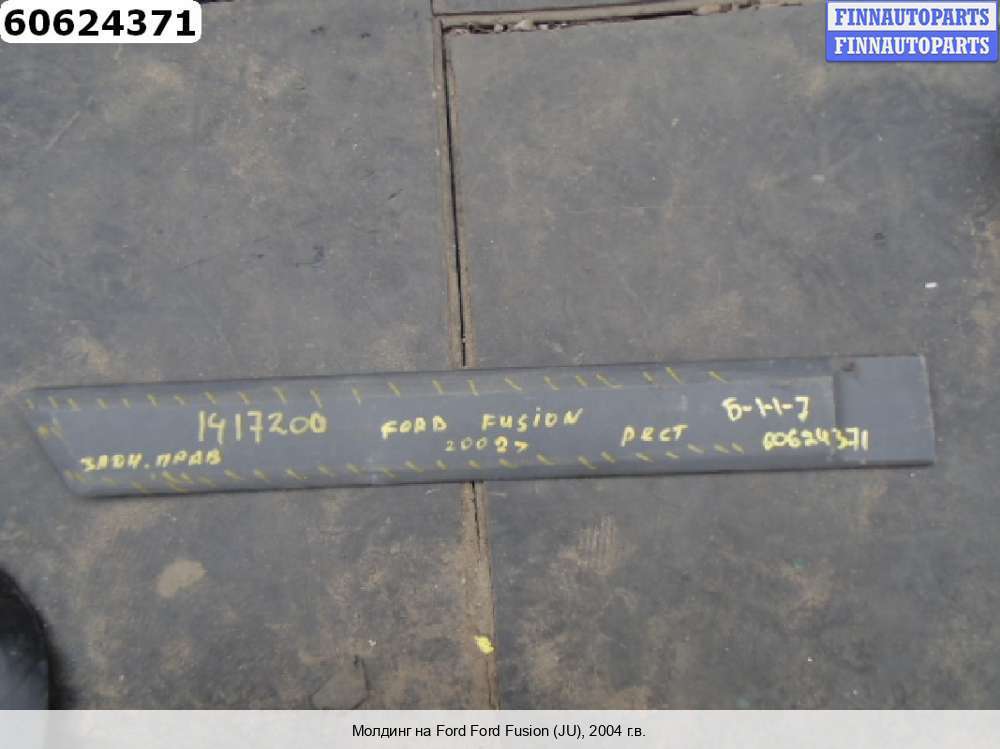 60624371
FINNAUTOPARTS
FINNAUTOPARTS
1417200
FORD FUSION
Б-1-1-7
2008г
РЕСТ
60624371
ЗАДН. ПРАВ
Молдинг на Ford Ford Fusion (JU), 2004 г.в.